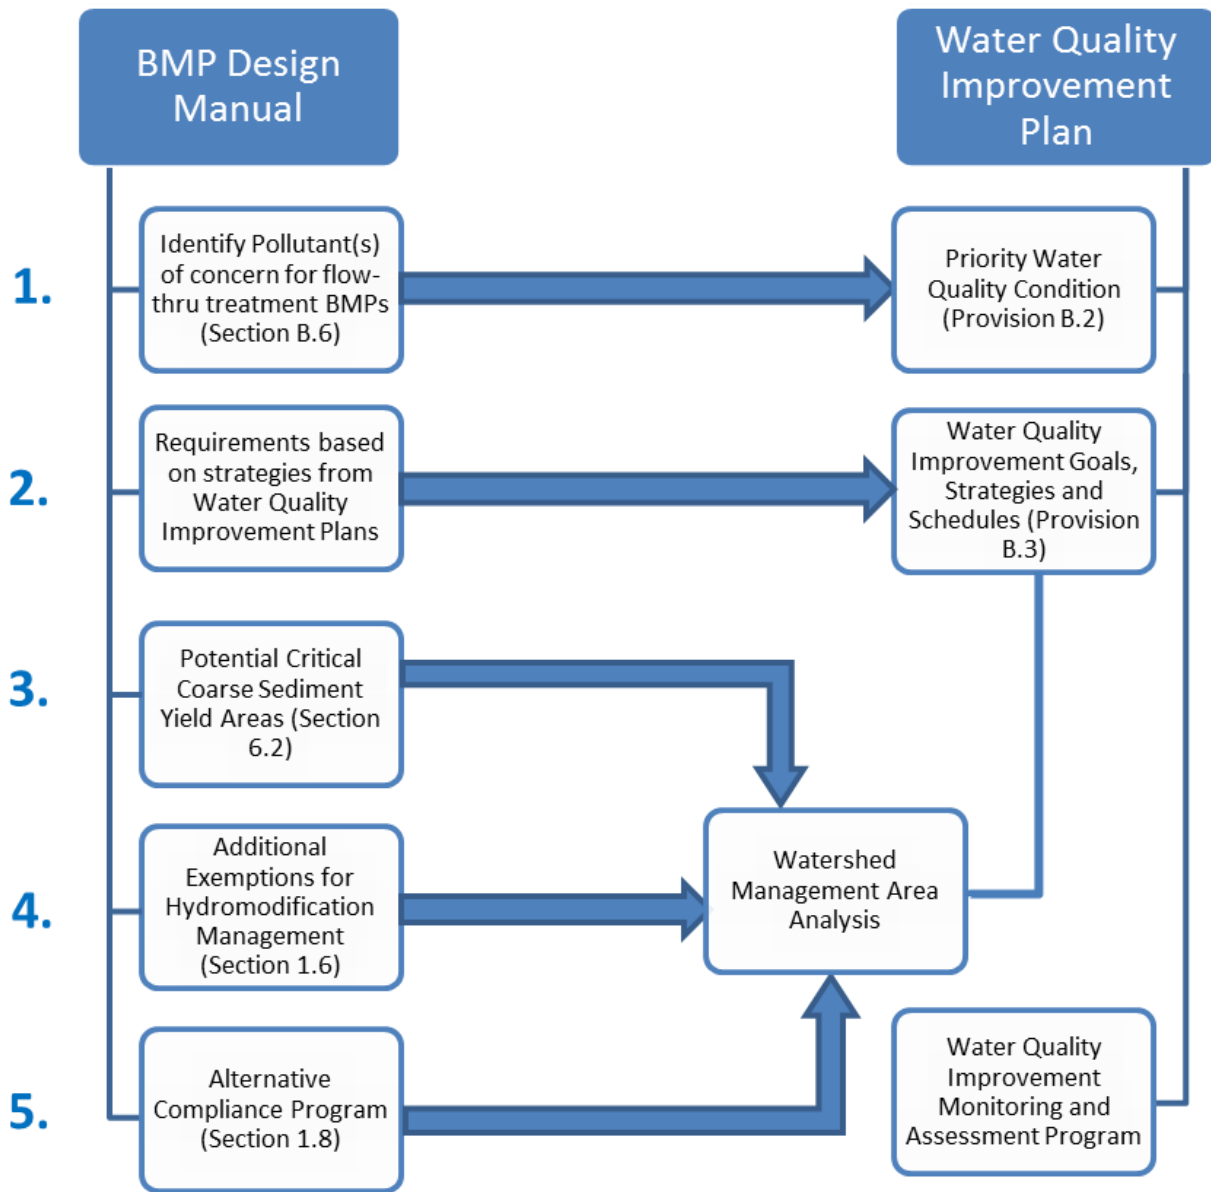 BMP Design
Manual
Water Quality
Improvement
Plan
1.
Identify Pollutant(s)
of concern for flow-
thru treatment BMPs
(Section B.6)
Priority Water
Quality Condition
(Provision B.2)
2.
Requirements based
on strategies from
Water Quality
Improvement Plans
Water Quality
Improvement Goals,
Strategies and
Schedules (Provision
B.3)
3.
Potential Critical
Coarse Sediment
Yield Areas (Section
6.2)
4.
Additional
Exemptions for
Hydromodification
Management
(Section 1.6)
Watershed
Management Area
Analysis
5.
Alternative
Compliance Program
(Section 1.8)
Water Quality
Improvement
Monitoring and
Assessment Program